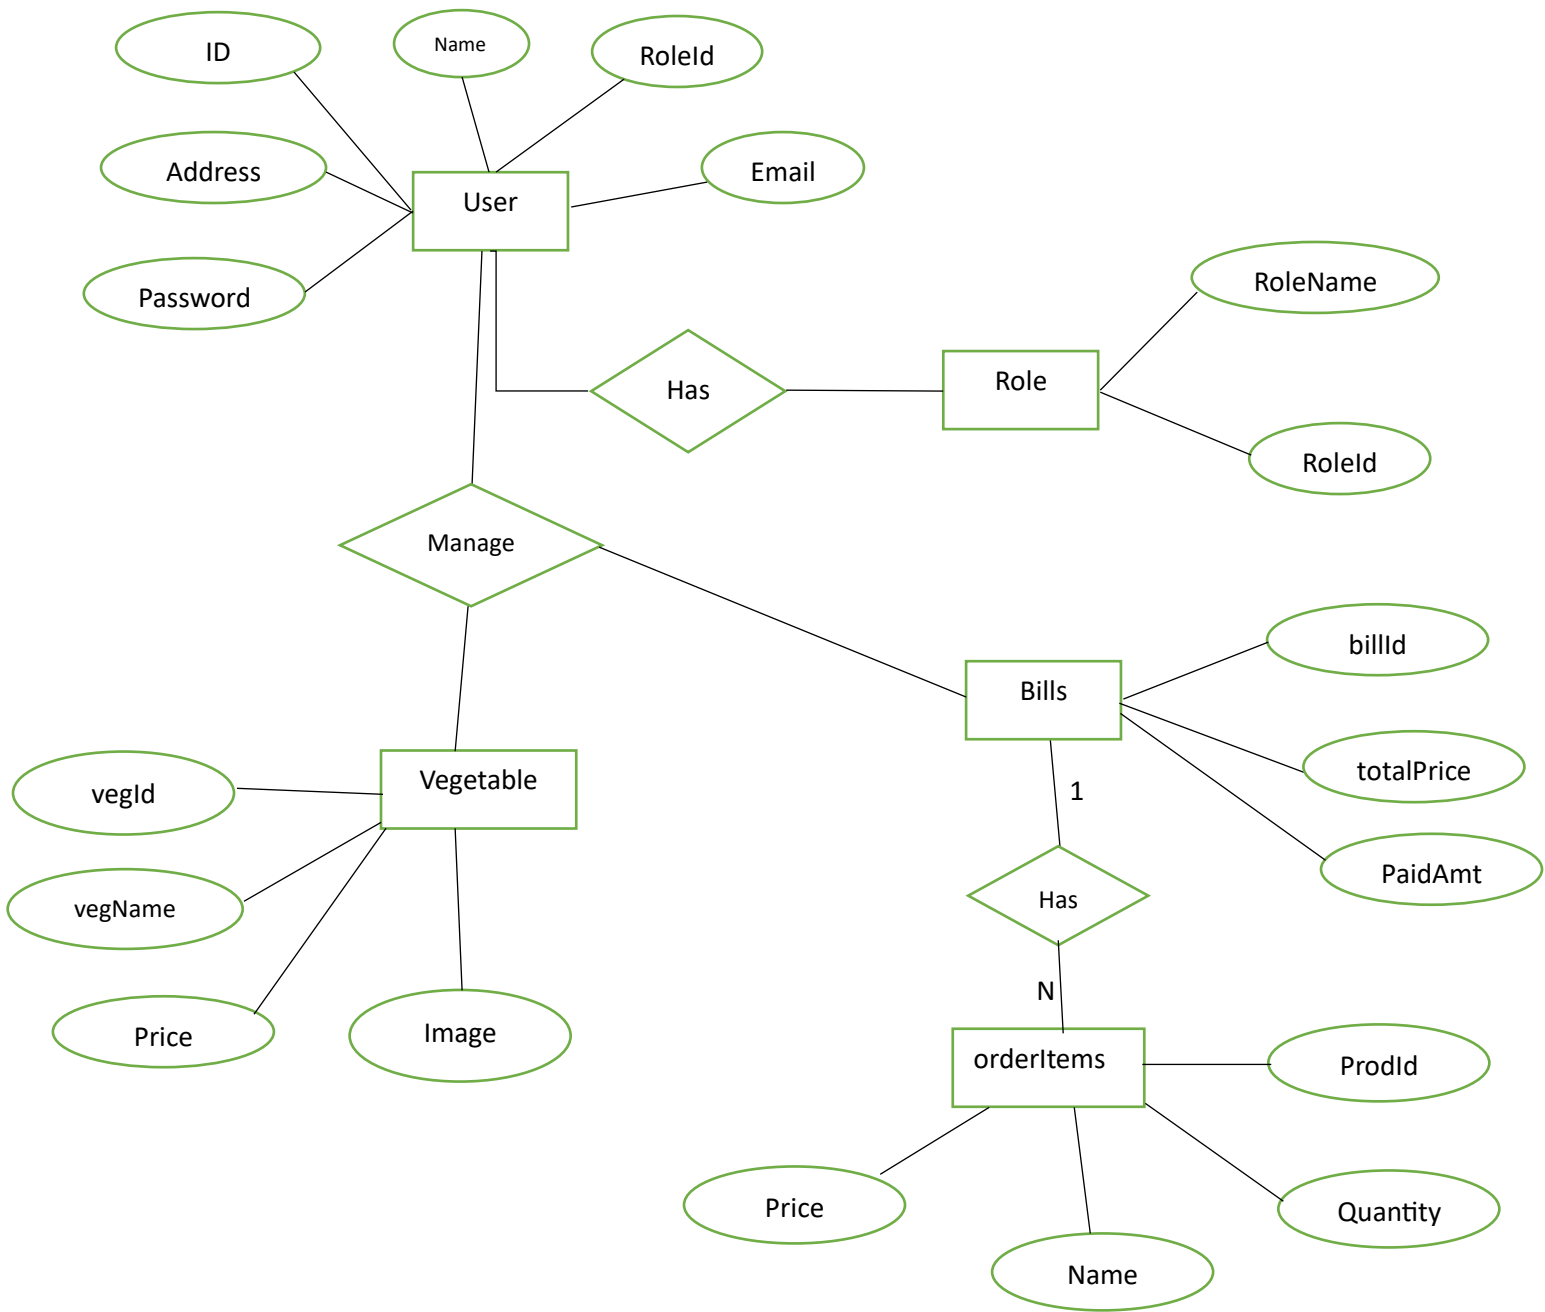 ID
Name
RoleId
Address
Email
User
Password
RoleName
Has
Role
RoleId
Manage
billId
Bills
totalPrice
Vegetable
vegId
1
PaidAmt
vegName
Has
N
Price
Image
orderItems
ProdId
Price
Quantity
Name